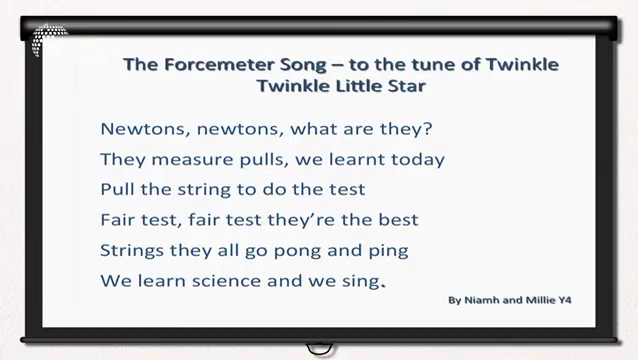 The Forcemeter Song – to the tune of Twinkle
Twinkle Little Star
Newtons, newtons, what are they?
They measure pulls, we learnt today
Pull the string to do the test
Fair test, fair test they're the best
Strings they all go pong and ping
We learn science and we sing.
By Niamh and Millie Y4